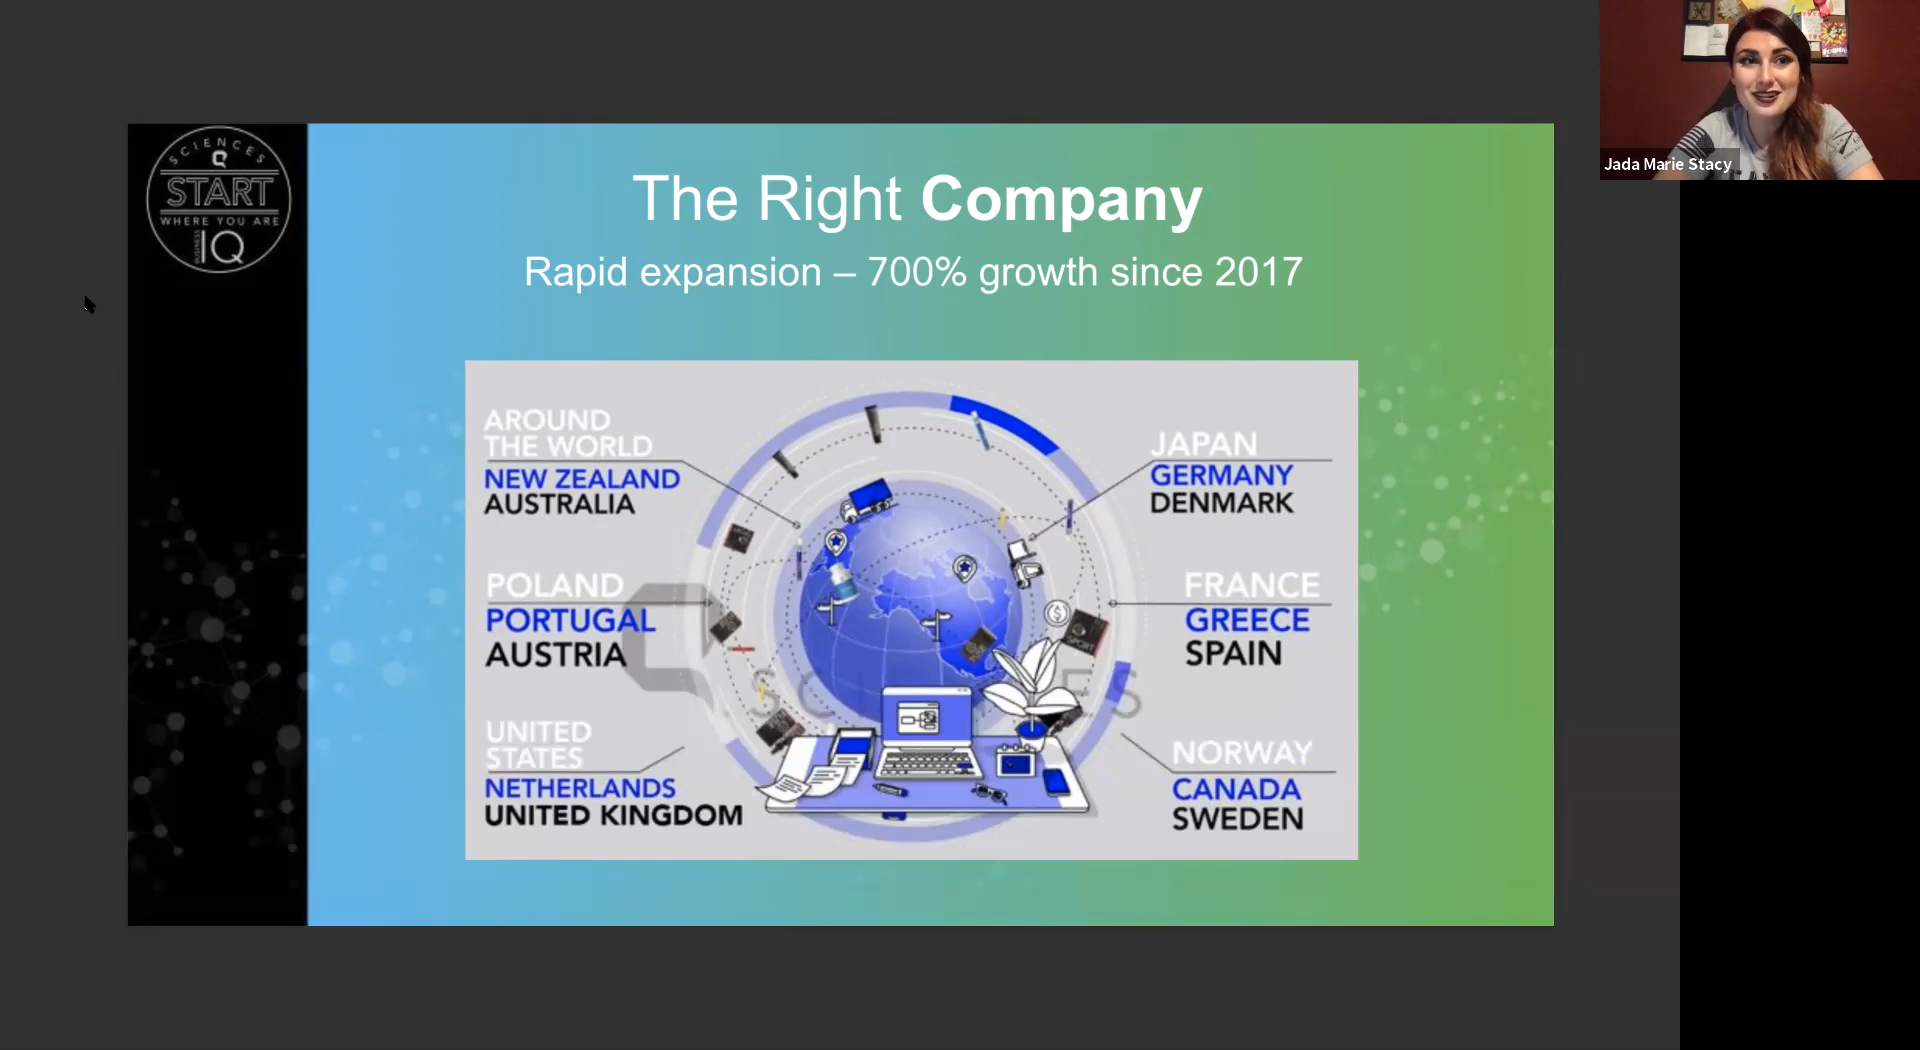 SCIENCES
Q
START
WHERE YOU ARE
BUSINESS
IQ
The Right Company
Rapid expansion – 700% growth since 2017
AROUND
THE WORLD
NEW ZEALAND
AUSTRALIA
POLAND
PORTUGAL
AUSTRIA
UNITED
STATES
NETHERLANDS
UNITED KINGDOM
JAPAN
GERMANY
DENMARK
FRANCE
GREECE
SPAIN
NORWAY
CANADA
SWEDEN
SPORT
Jada Marie Stacy